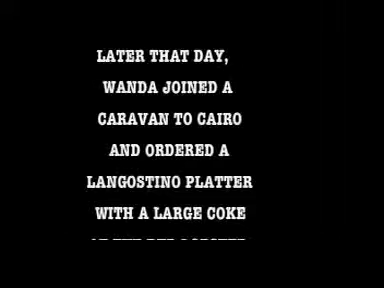 LATER THAT DAY,
WANDA JOINED A
CARAVAN TO CAIRO
AND ORDERED A
LANGOSTINO PLATTER
WITH A LARGE COKE